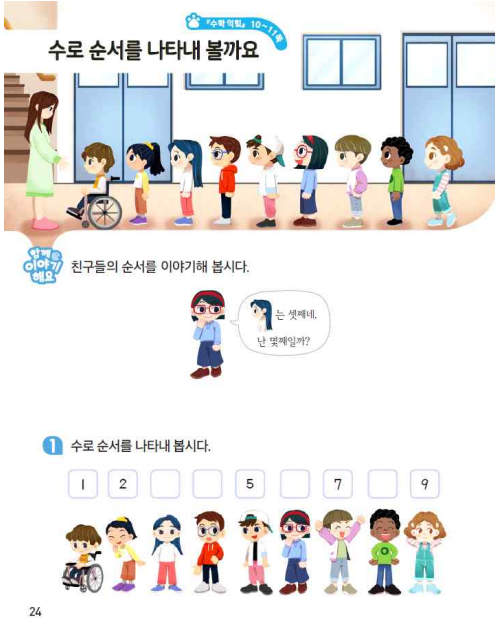 『수학 익힘』 10~11쪽
수로 순서를 나타내 볼까요
함께
이야기
해요
친구들의 순서를 이야기해 봅시다.
는 셋째네.
난 몇째일까?
1 수로 순서를 나타내 봅시다.
1 2 5 7 9
24